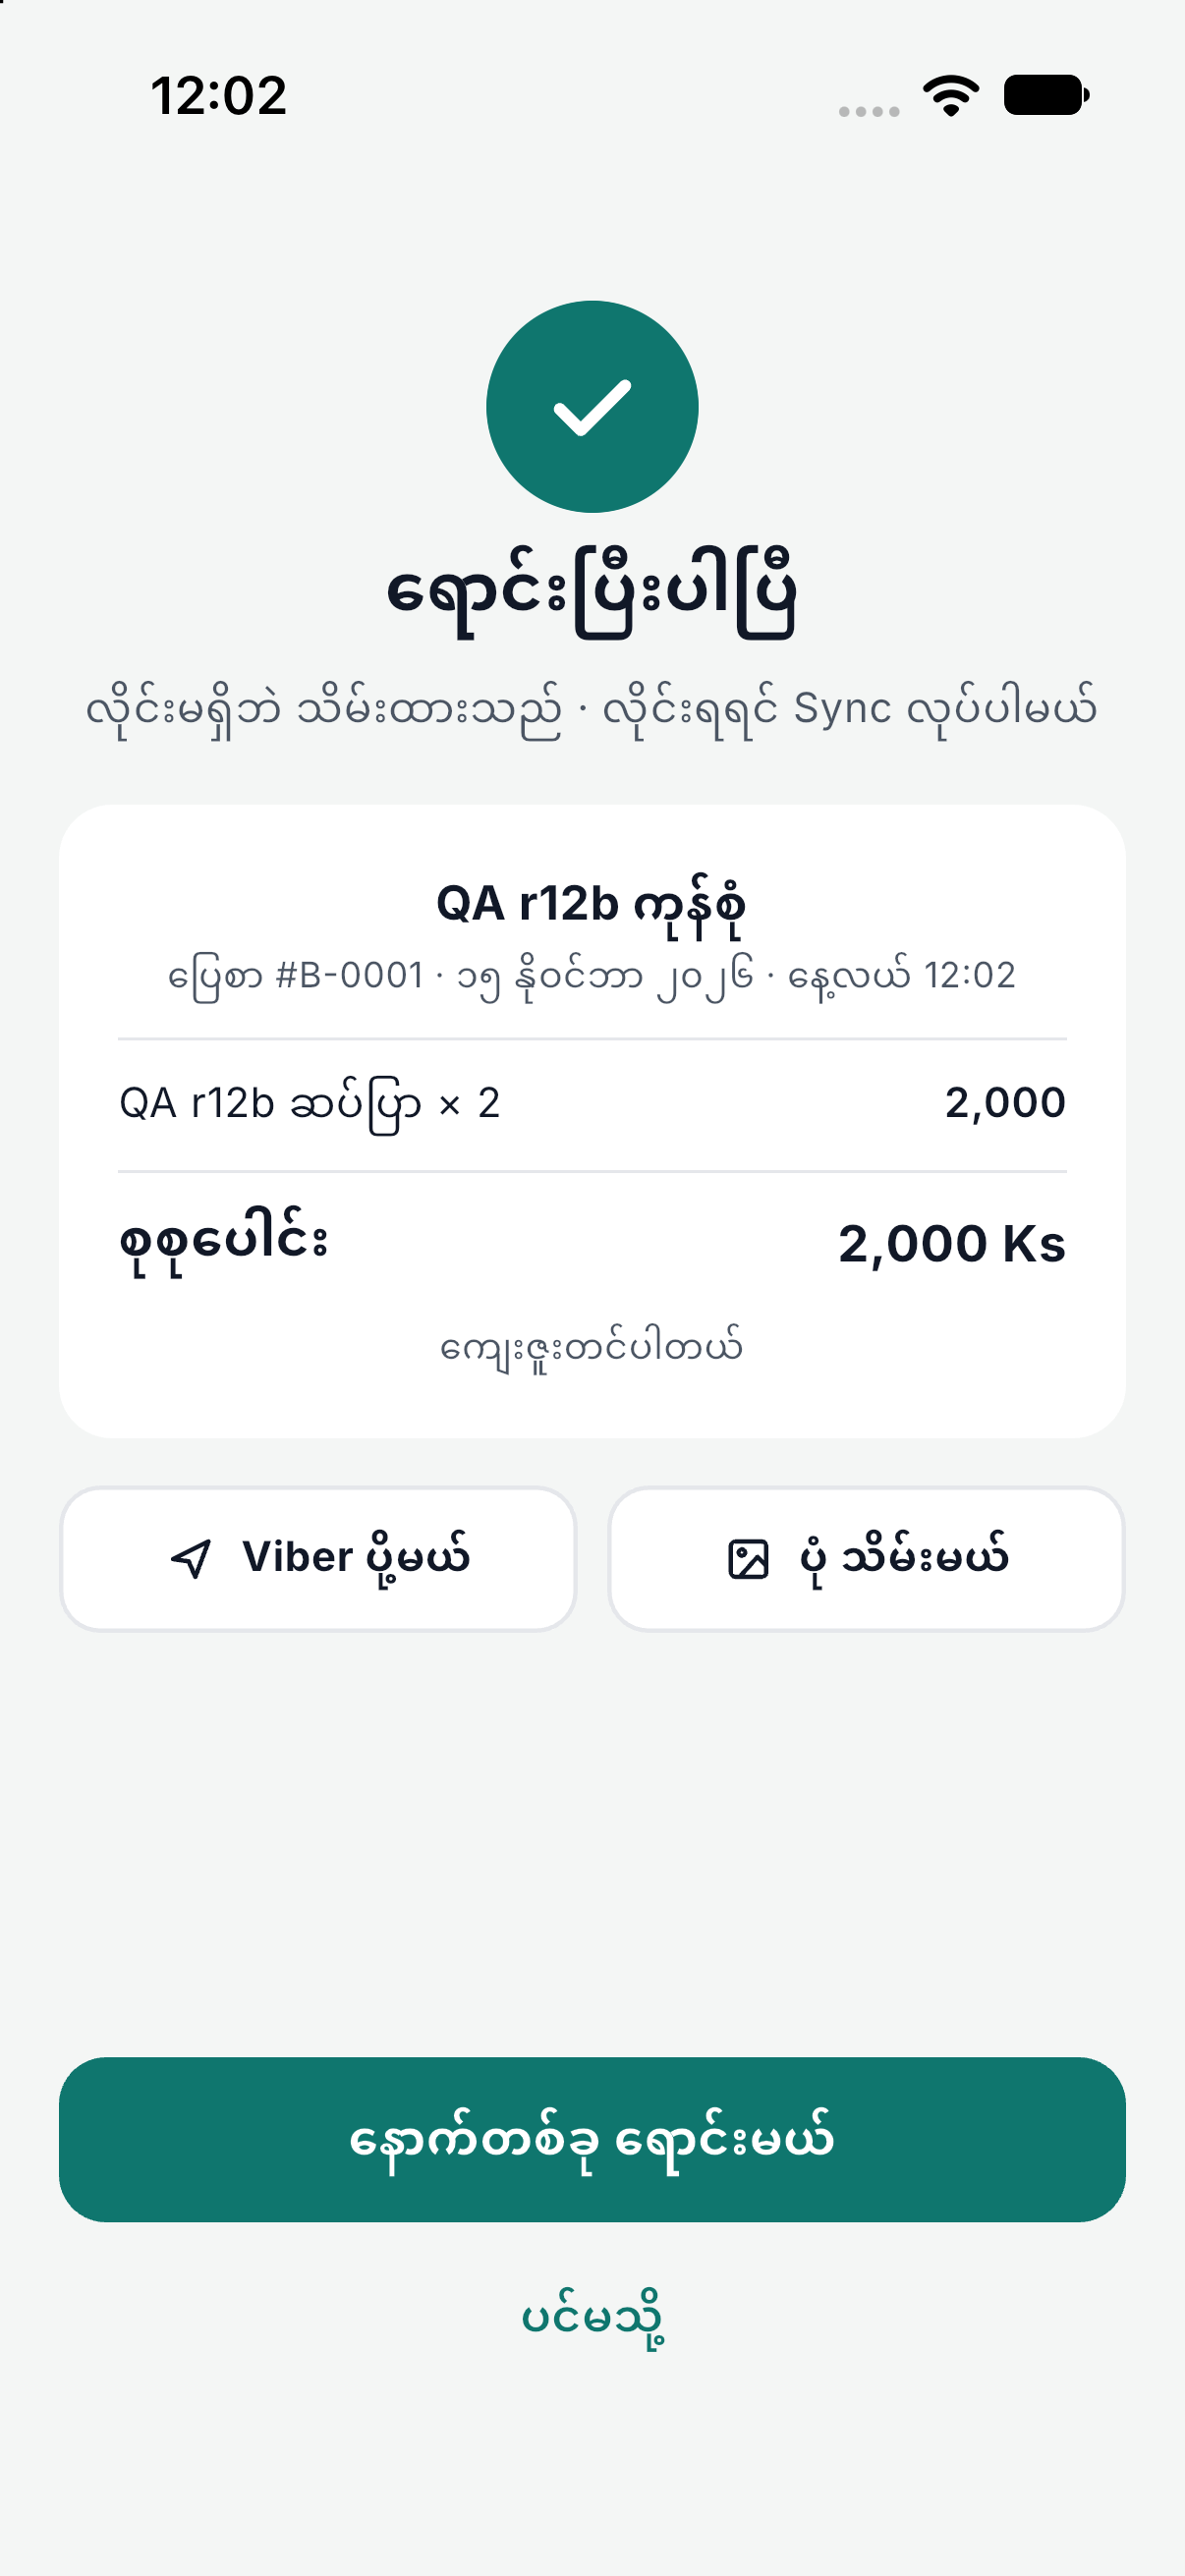 12:02
ရောင်းပြီးပါပြီ
လိုင်းမရှိဘဲ သိမ်းထားသည် · လိုင်းရရင် Sync လုပ်ပါမယ်
QA r12b ကုန်စုံ
ပြေစာ #B-0001 · ၁၅ နိုဝင်ဘာ ၂၀၂၆ · နေ့လယ် 12:02
QA r12b ဆပ်ပြာ × 2 2,000
စုစုပေါင်း 2,000 Ks
ကျေးဇူးတင်ပါတယ်
Viber ပို့မယ် ပုံ သိမ်းမယ်
နောက်တစ်ခု ရောင်းမယ်
ပင်မသို့